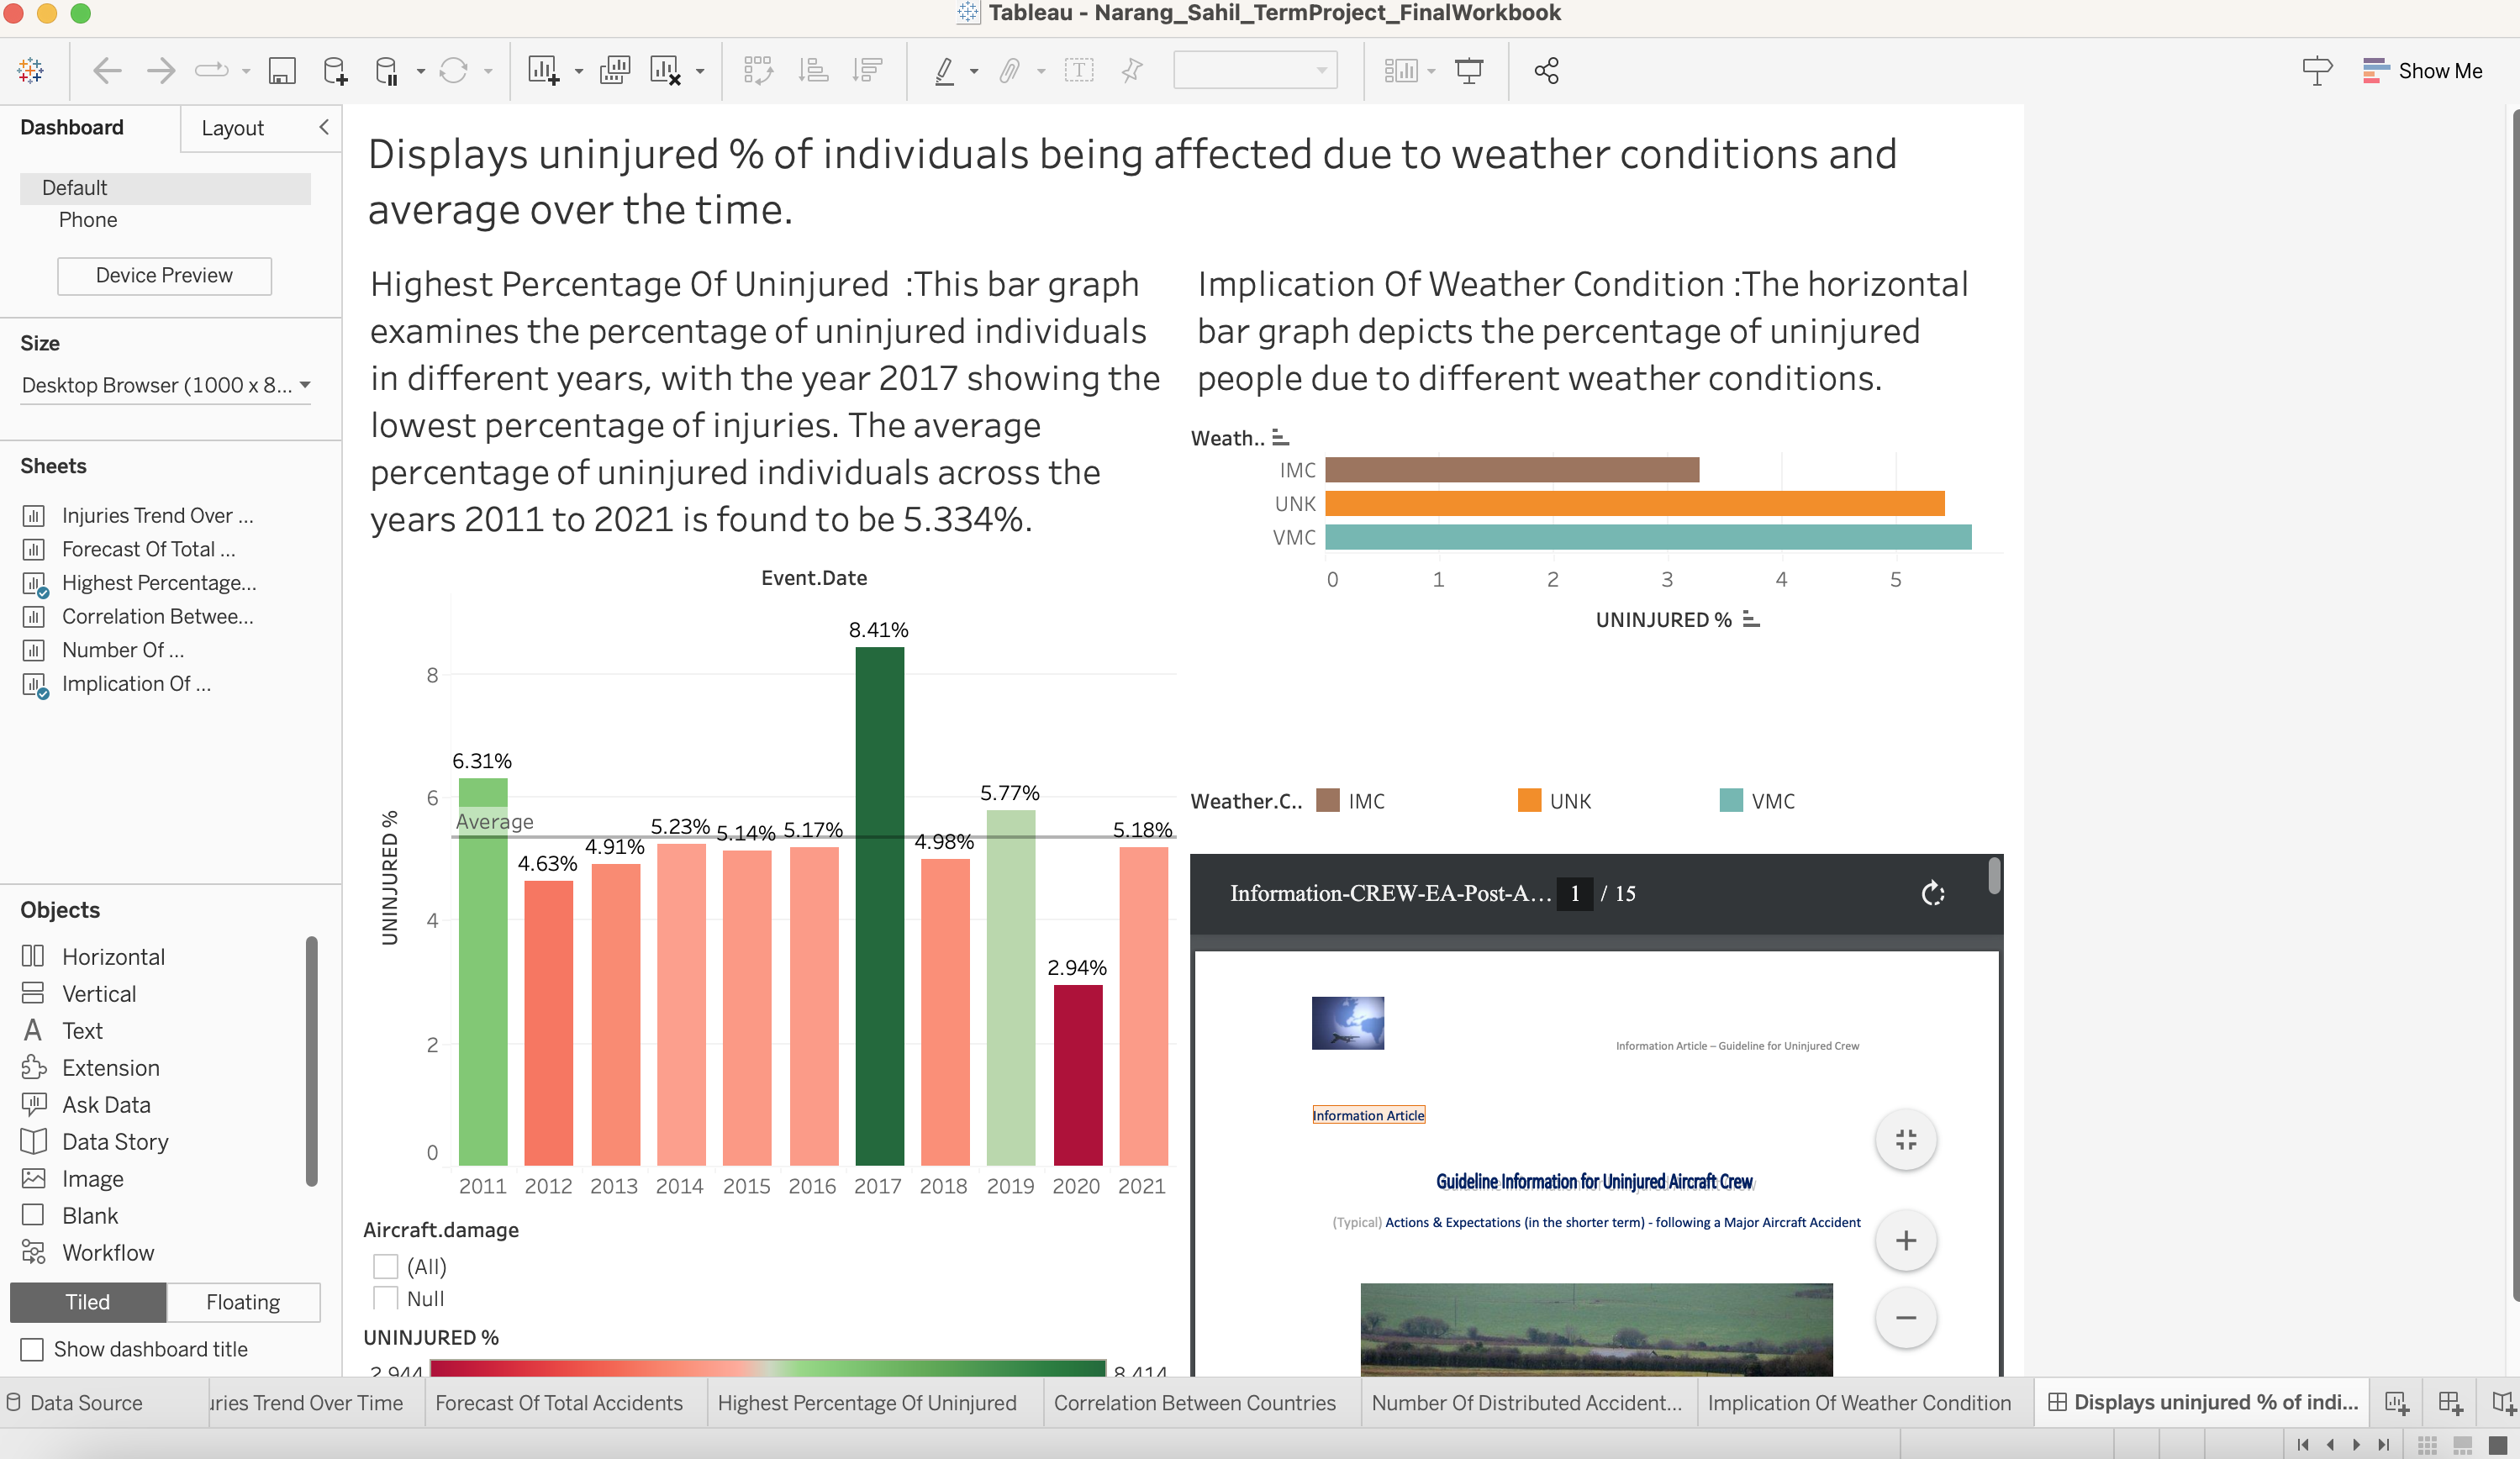 Tableau - Narang_Sahil_TermProject_FinalWorkbook
Show Me
Dashboard
Layout
Default
Phone
Device Preview
Size
Desktop Browser (1000 x 8...
Sheets
Injuries Trend Over ...
Forecast Of Total ...
Highest Percentage...
Correlation Betwee...
Number Of ...
Implication Of ...
Objects
Horizontal
Vertical
Text
Extension
Ask Data
Data Story
Image
Blank
Workflow
Tiled
Floating
Show dashboard title
Displays uninjured % of individuals being affected due to weather conditions and
average over the time.
Highest Percentage Of Uninjured :This bar graph
examines the percentage of uninjured individuals
in different years, with the year 2017 showing the
lowest percentage of injuries. The average
percentage of uninjured individuals across the
years 2011 to 2021 is found to be 5.334%.
Event.Date
UNINJURED %
8
6
4
2
0
Average
6.31%
4.63%
4.91%
5.23%
5.14%
5.17%
8.41%
4.98%
5.77%
2.94%
5.18%
2011 2012 2013 2014 2015 2016 2017 2018 2019 2020 2021
Aircraft.damage
(All)
Null
UNINJURED %
2.944
8.414
Implication Of Weather Condition :The horizontal
bar graph depicts the percentage of uninjured
people due to different weather conditions.
Weath..
IMC
UNK
VMC
0 1 2 3 4 5
UNINJURED %
Weather.C.. IMC UNK VMC
Information-CREW-EA-Post-A... 1 / 15
Information Article – Guideline for Uninjured Crew
Information Article
Guideline Information for Uninjured Aircraft Crew
(Typical) Actions & Expectations (in the shorter term) - following a Major Aircraft Accident
Data Source
uries Trend Over Time
Forecast Of Total Accidents
Highest Percentage Of Uninjured
Correlation Between Countries
Number Of Distributed Accident...
Implication Of Weather Condition
Displays uninjured % of indi...